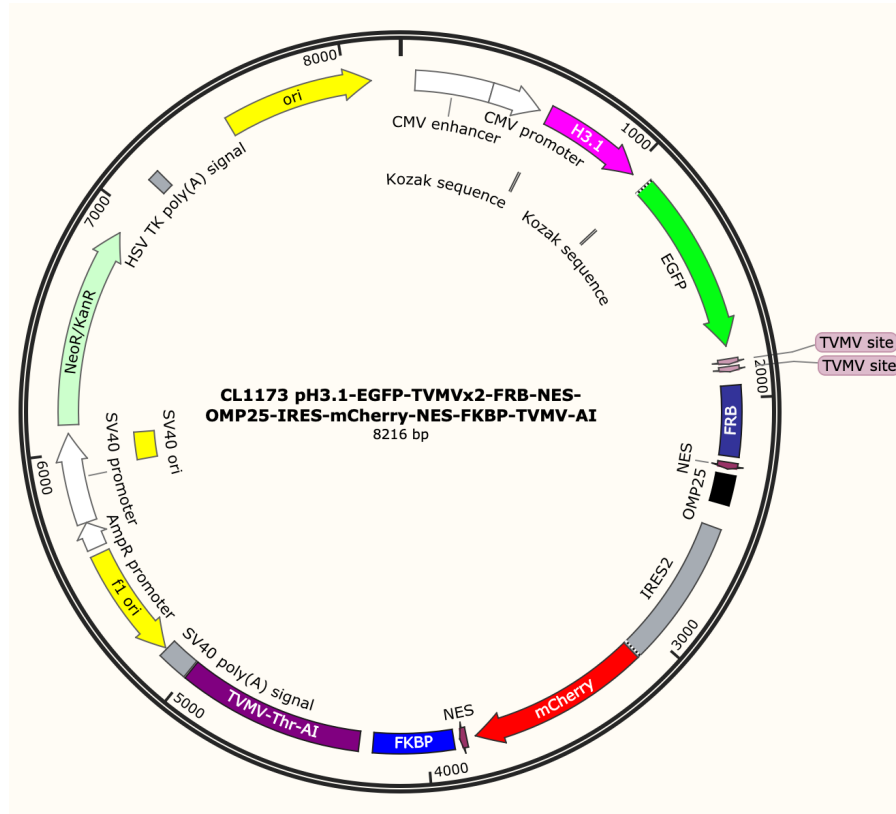 8000
ori
CMV enhancer
CMV promoter
H3.1
1000
Kozak sequence
Kozak sequence
EGFP
TVMV site
TVMV site
2000
FRB
NES
OMP25
IRES2
3000
mCherry
NES
4000
FKBP
TVMV-Thr-AI
SV40 poly(A) signal
5000
f1 ori
AmpR promoter
SV40 promoter
SV40 ori
6000
NeoR/KanR
7000
HSV TK poly(A) signal
CL1173 pH3.1-EGFP-TVMVx2-FRB-NES-
OMP25-IRES-mCherry-NES-FKBP-TVMV-AI
8216 bp